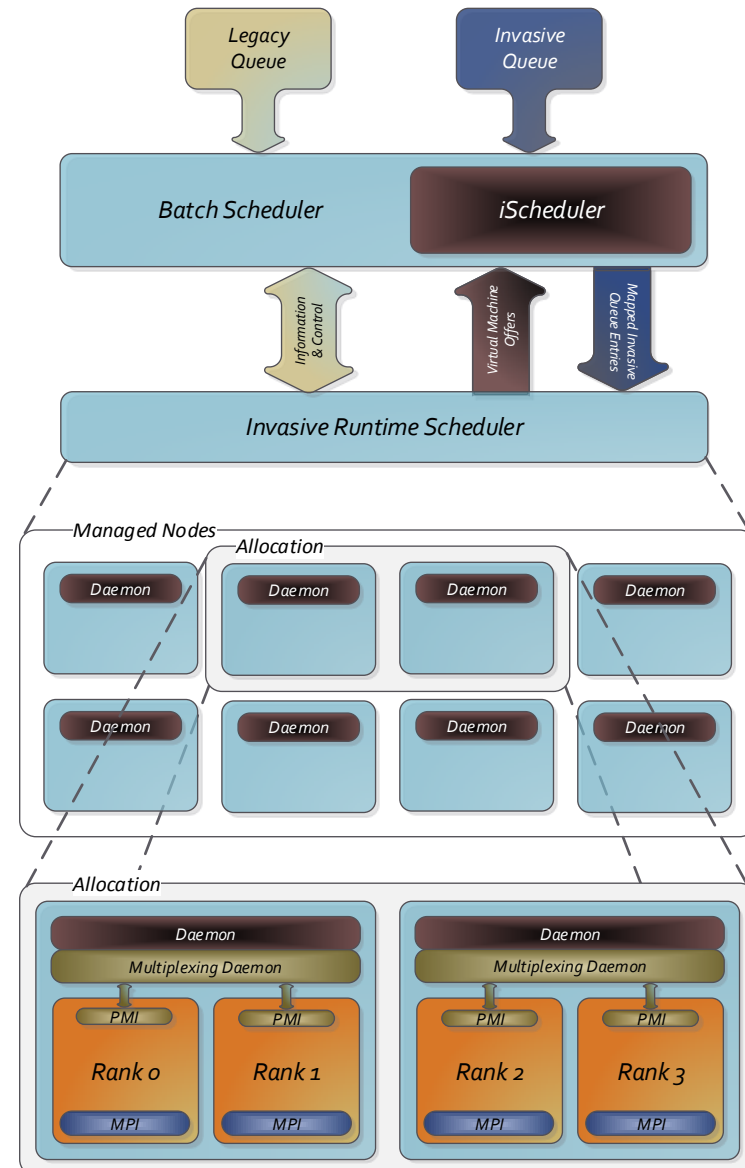 Legacy
Queue
Invasive
Queue
Batch Scheduler
iScheduler
Information
& Control
Virtual Machine
Offers
Mapped Invasive
Queue Entries
Invasive Runtime Scheduler
Managed Nodes
Allocation
Daemon
Daemon
Daemon
Daemon
Daemon
Daemon
Daemon
Daemon
Allocation
Daemon
Daemon
Multiplexing Daemon
Multiplexing Daemon
PMI
PMI
PMI
PMI
Rank 0
Rank 1
Rank 2
Rank 3
MPI
MPI
MPI
MPI